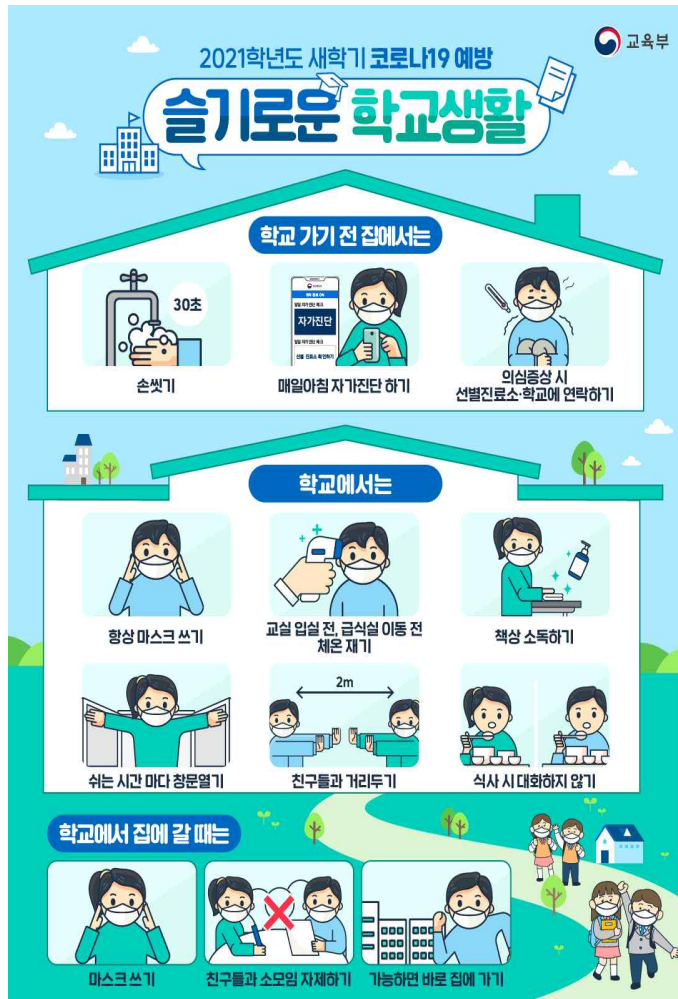 교육부
2021학년도 새학기 코로나19 예방
슬기로운 학교생활
학교 가기 전 집에서는
30초
자가진단
손씻기
매일아침 자가진단 하기
의심증상 시
선별진료소·학교에 연락하기
학교에서는
항상 마스크 쓰기
교실 입실 전, 급식실 이동 전
체온 재기
책상 소독하기
2m
쉬는 시간 마다 창문열기
친구들과 거리두기
식사 시 대화하지 않기
학교에서 집에 갈 때는
마스크 쓰기
친구들과 소모임 자제하기
가능하면 바로 집에 가기